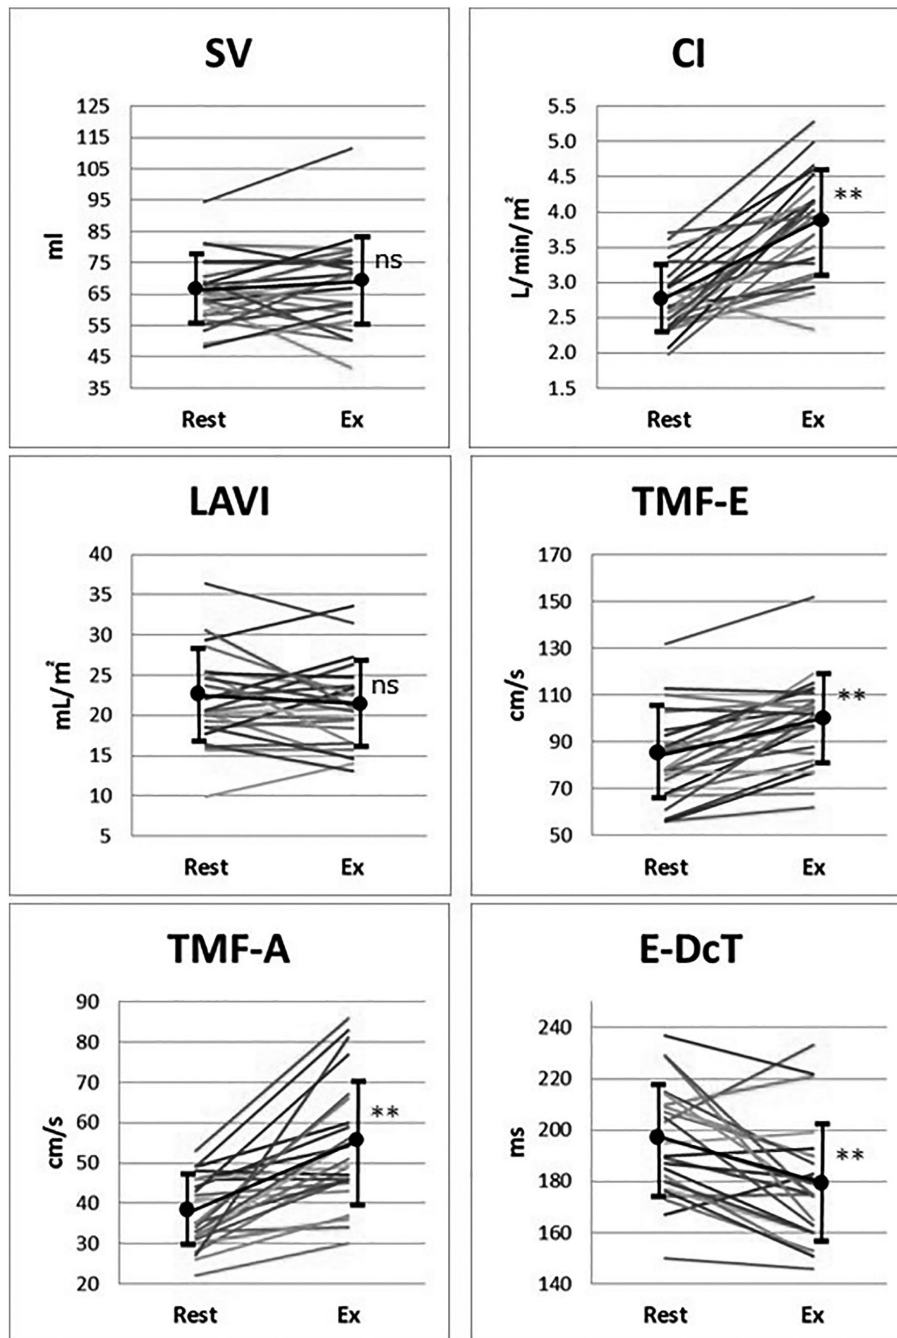 SV
125
115
105
95
85
75
65
55
45
35
ml
ns
Rest Ex
CI
5.5
5.0
4.5
4.0
3.5
3.0
2.5
2.0
1.5
L/min/㎡
**
Rest Ex
LAVI
40
35
30
25
20
15
10
5
mL/㎡
ns
Rest Ex
TMF-E
170
150
130
110
90
70
50
cm/s
**
Rest Ex
TMF-A
90
80
70
60
50
40
30
20
cm/s
**
Rest Ex
E-DcT
240
220
200
180
160
140
ms
**
Rest Ex